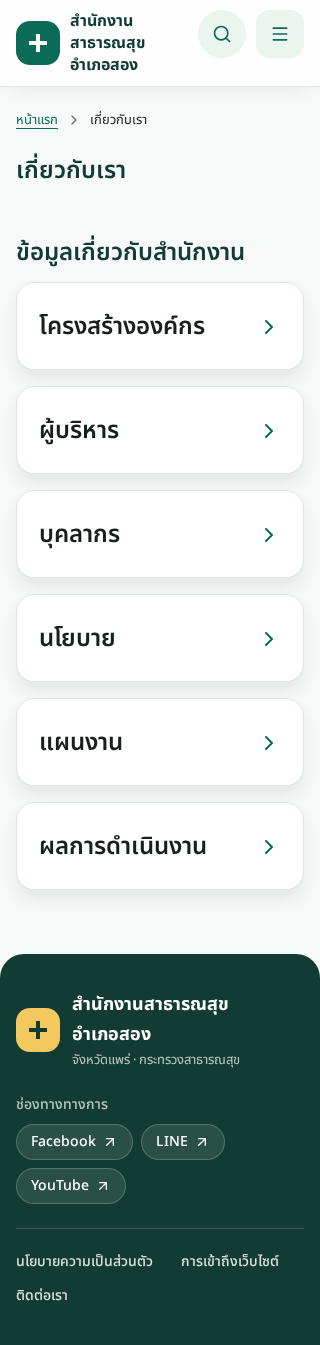 สำนักงาน
สาธารณสุข
อำเภอสอง
หน้าแรก > เกี่ยวกับเรา
เกี่ยวกับเรา
ข้อมูลเกี่ยวกับสำนักงาน
โครงสร้างองค์กร
ผู้บริหาร
บุคลากร
นโยบาย
แผนงาน
ผลการดำเนินงาน
สำนักงานสาธารณสุข
อำเภอสอง
จังหวัดแพร่ · กระทรวงสาธารณสุข
ช่องทางทางการ
Facebook LINE
YouTube
นโยบายความเป็นส่วนตัว การเข้าถึงเว็บไซต์
ติดต่อเรา